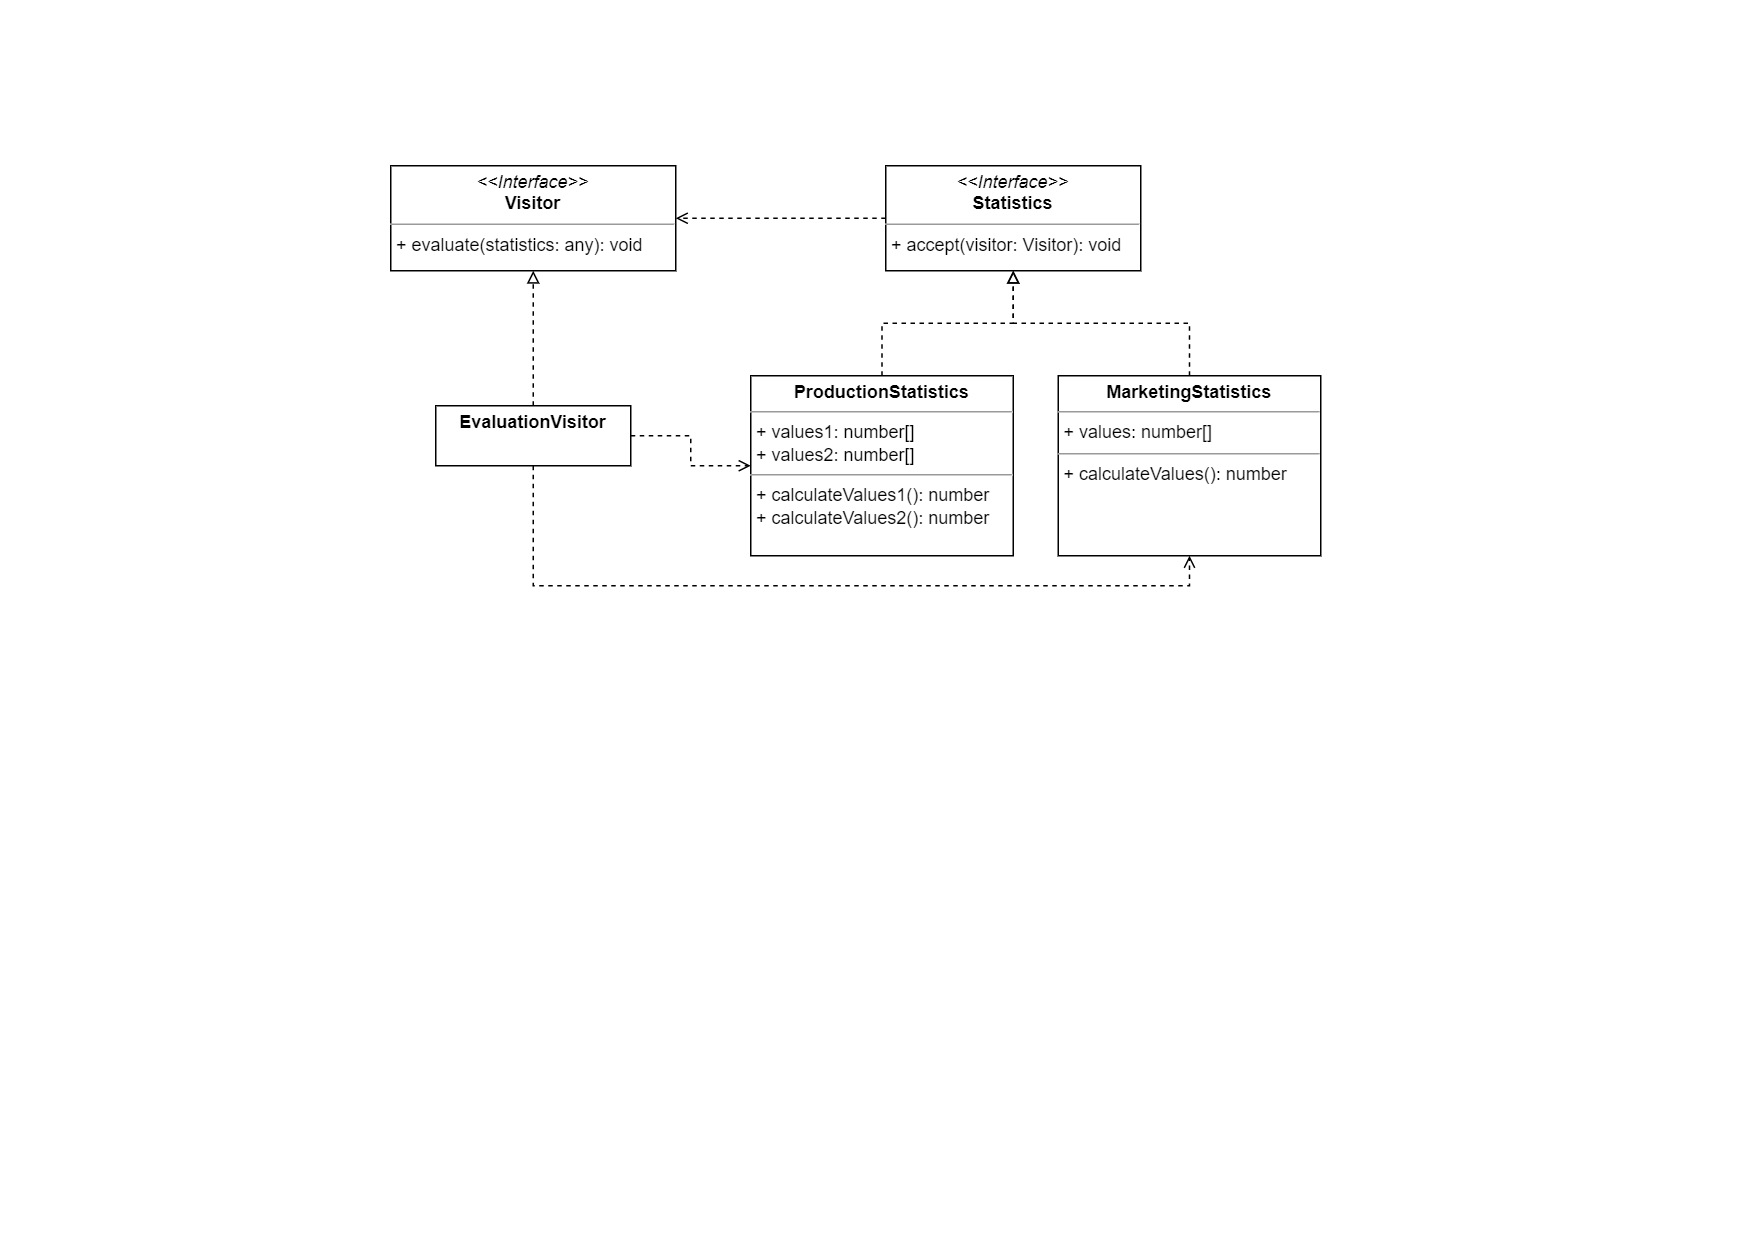 <<Interface>>
Visitor
+ evaluate(statistics: any): void
<<Interface>>
Statistics
+ accept(visitor: Visitor): void
EvaluationVisitor
ProductionStatistics
+ values1: number[]
+ values2: number[]
+ calculateValues1(): number
+ calculateValues2(): number
MarketingStatistics
+ values: number[]
+ calculateValues(): number